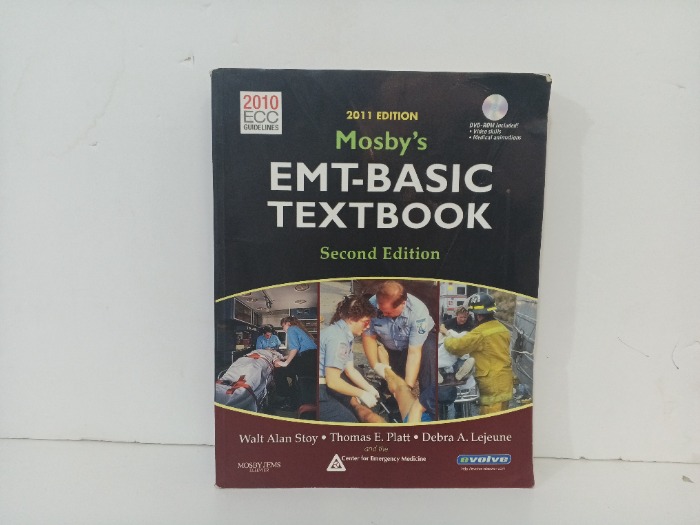 2010
ECC
GUIDELINES
2011 EDITION
DVD-ROM included!
• Video skills
• Medical animations
Mosby's
EMT-BASIC
TEXTBOOK
Second Edition
Walt Alan Stoy • Thomas E. Platt • Debra A. Lejeune
and the
Center for Emergency Medicine
MOSBY JEMS
ELSEVIER
evolve